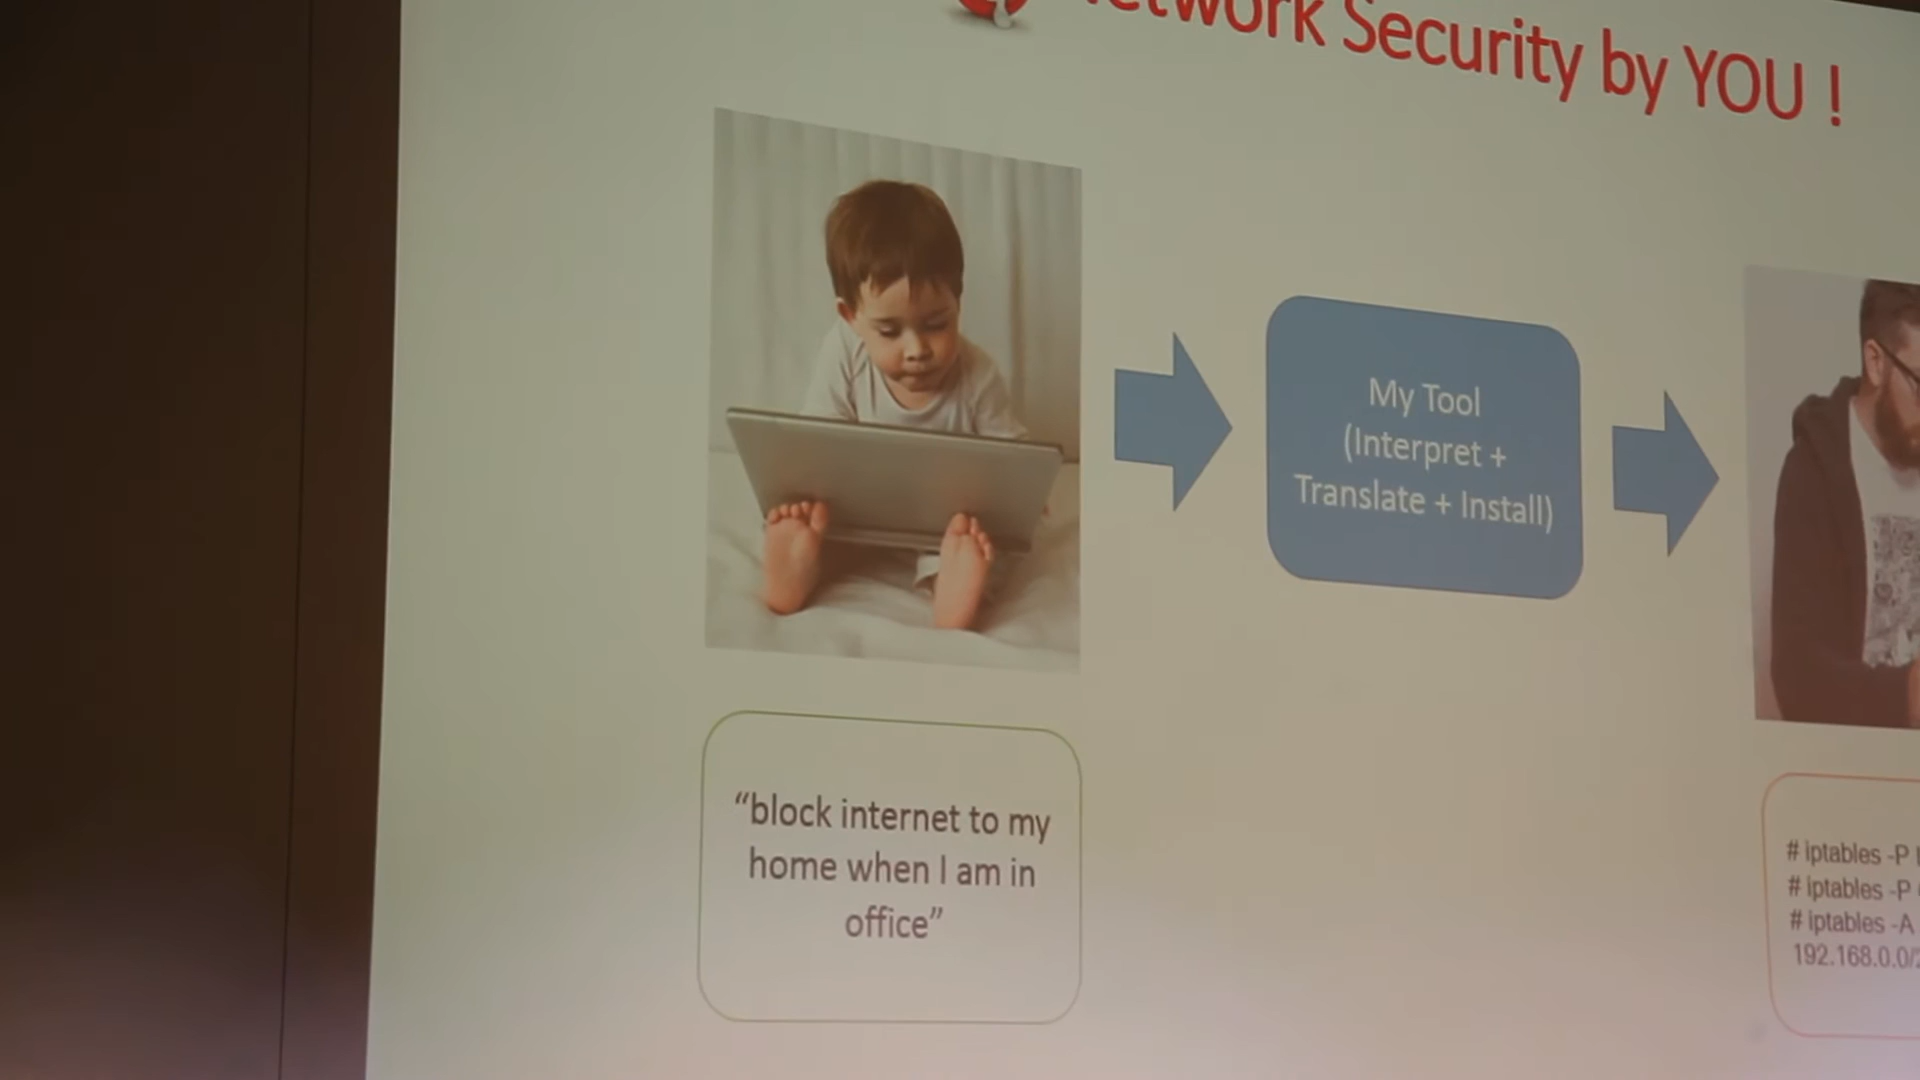 Security by YOU !
My Tool
(Interpret +
Translate + Install)
“block internet to my
home when I am in
office”
# iptables -P
# iptables -P
# iptables -A
192.168.0.0/